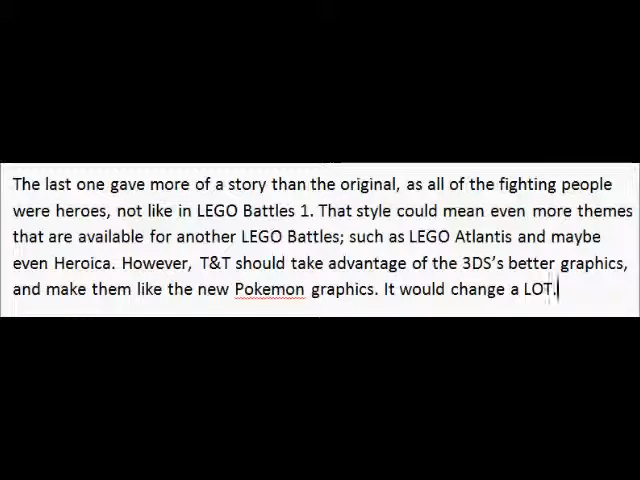 The last one gave more of a story than the original, as all of the fighting people
were heroes, not like in LEGO Battles 1. That style could mean even more themes
that are available for another LEGO Battles; such as LEGO Atlantis and maybe
even Heroica. However, T&T should take advantage of the 3DS's better graphics,
and make them like the new Pokemon graphics. It would change a LOT.